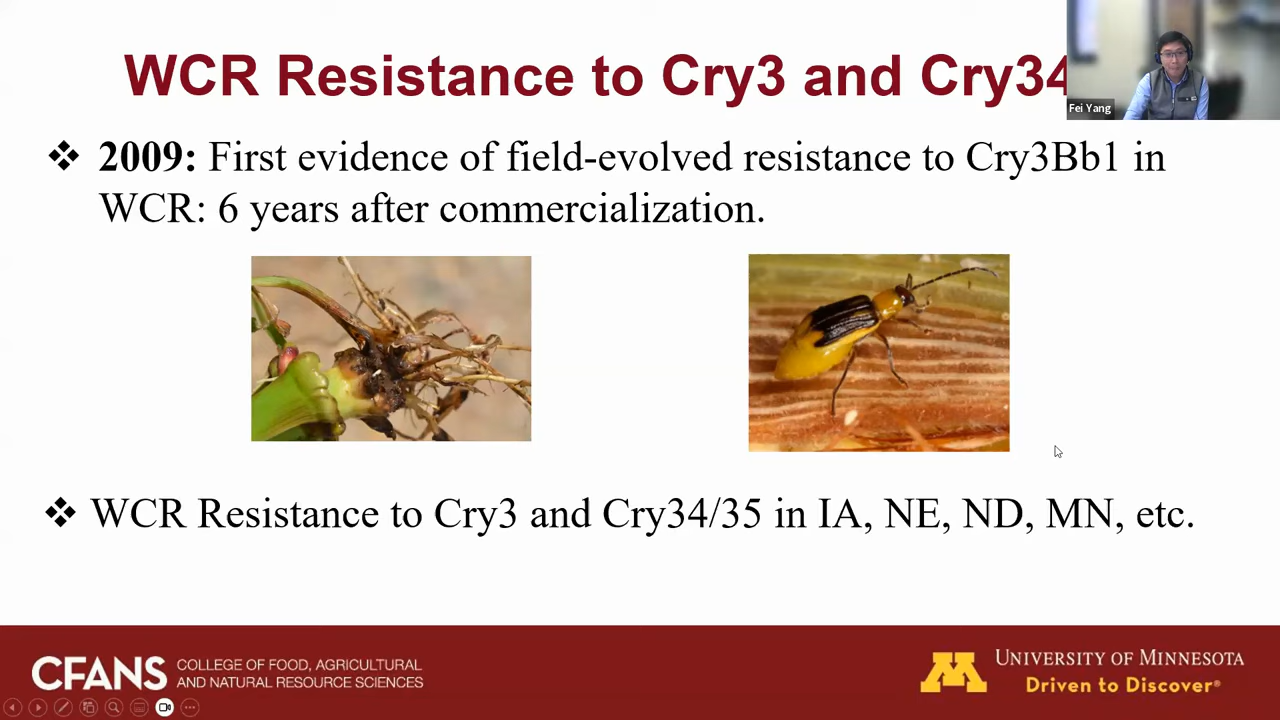 WCR Resistance to Cry3 and Cry34
Fei Yang
❖ 2009: First evidence of field-evolved resistance to Cry3Bb1 in
WCR: 6 years after commercialization.
❖ WCR Resistance to Cry3 and Cry34/35 in IA, NE, ND, MN, etc.
CFANS
COLLEGE OF FOOD, AGRICULTURAL
AND NATURAL RESOURCE SCIENCES
M
UNIVERSITY OF MINNESOTA
Driven to Discover®